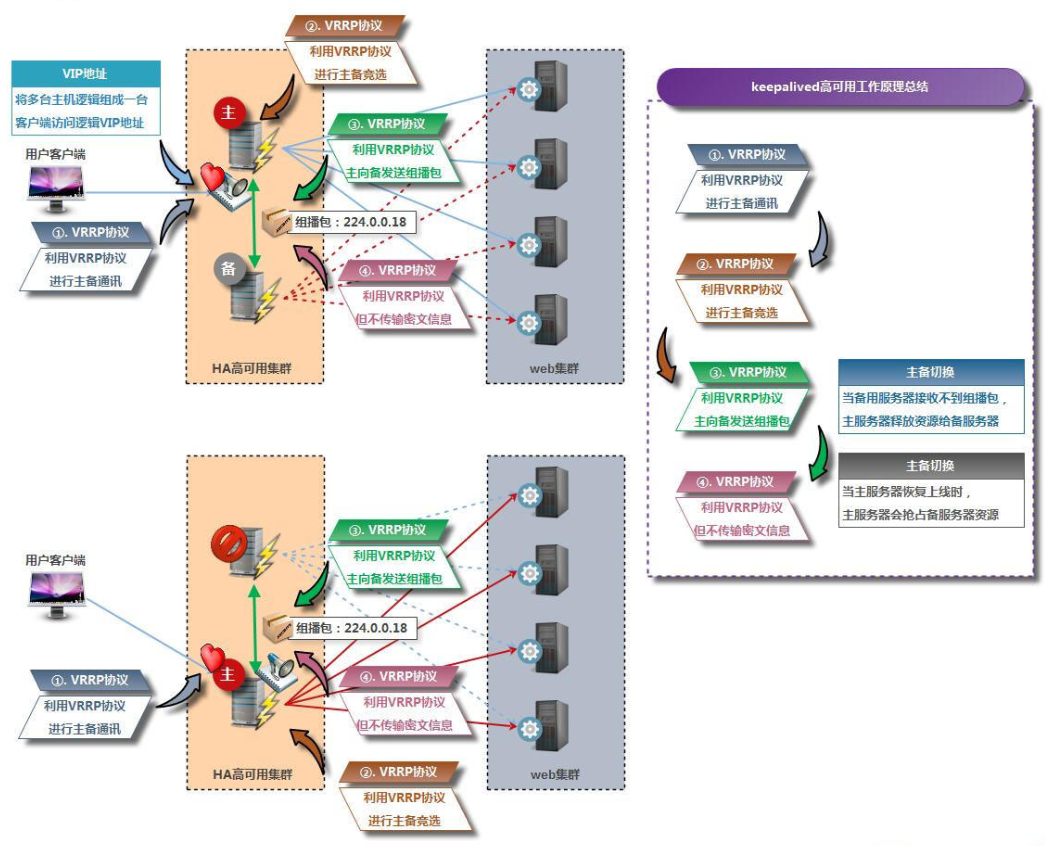 ②. VRRP协议
利用VRRP协议
进行主备竞选
VIP地址
将多台主机逻辑组成一台
客户端访问逻辑VIP地址
主
③. VRRP协议
利用VRRP协议
主向备发送组播包
用户客户端
组播包：224.0.0.18
①. VRRP协议
利用VRRP协议
进行主备通讯
备
④. VRRP协议
利用VRRP协议
但不传输密文信息
HA高可用集群
web集群
keepalived高可用工作原理总结
①. VRRP协议
利用VRRP协议
进行主备通讯
②. VRRP协议
利用VRRP协议
进行主备竞选
③. VRRP协议
利用VRRP协议
主向备发送组播包
主备切换
当备用服务器接收不到组播包，
主服务器释放资源给备服务器
④. VRRP协议
利用VRRP协议
但不传输密文信息
主备切换
当主服务器恢复上线时，
主服务器会抢占备服务器资源
③. VRRP协议
利用VRRP协议
主向备发送组播包
用户客户端
组播包：224.0.0.18
主
①. VRRP协议
利用VRRP协议
进行主备通讯
④. VRRP协议
利用VRRP协议
但不传输密文信息
HA高可用集群
web集群
②. VRRP协议
利用VRRP协议
进行主备竞选